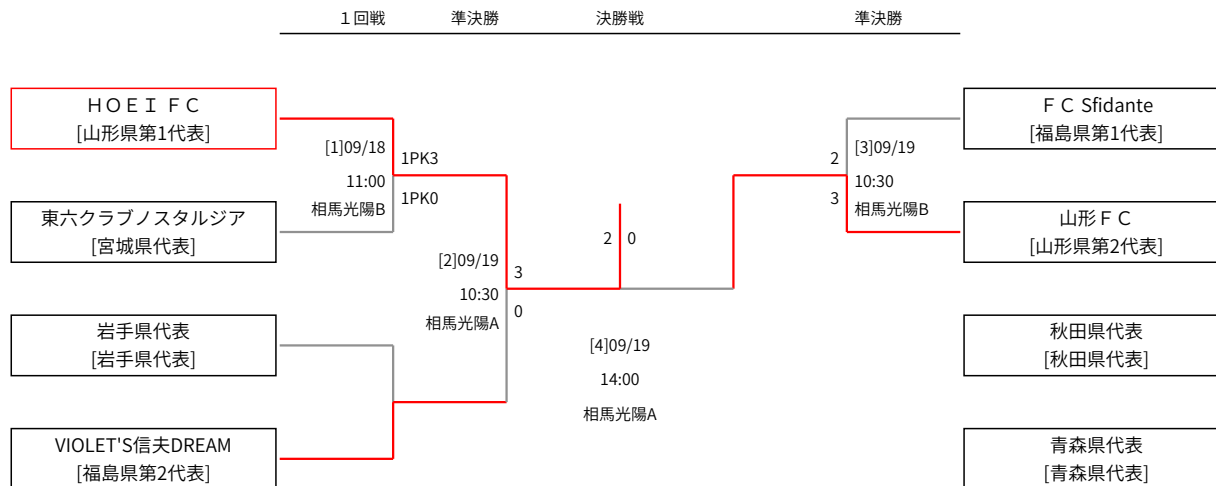 １回戦
準決勝
決勝戦
準決勝
ＨＯＥＩ ＦＣ
[山形県第1代表]
ＦＣ Sfidante
[福島県第1代表]
[1]09/18
1PK3
11:00
1PK0
相馬光陽B
2
[3]09/19
10:30
3
相馬光陽B
東六クラブノスタルジア
[宮城県代表]
山形ＦＣ
[山形県第2代表]
2
0
[2]09/19
3
10:30
0
相馬光陽A
岩手県代表
[岩手県代表]
秋田県代表
[秋田県代表]
[4]09/19
14:00
相馬光陽A
VIOLET'S信夫DREAM
[福島県第2代表]
青森県代表
[青森県代表]